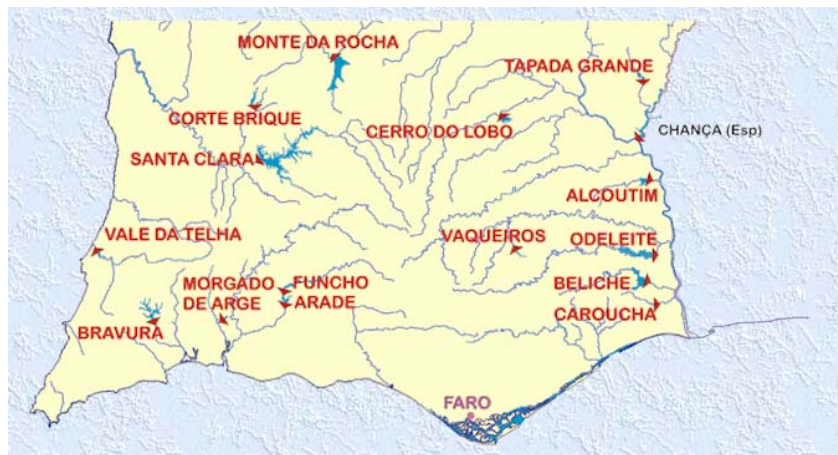 MONTE DA ROCHA
TAPADA GRANDE
CORTE BRIQUE
CERRO DO LOBO
CHANÇA (Esp)
SANTA CLARA
ALCOUTIM
VALE DA TELHA
VAQUEIROS
ODELEITE
MORGADO
DE ARGE
FUNCHO
ARADE
BELICHE
CAROUCHA
BRAVURA
FARO